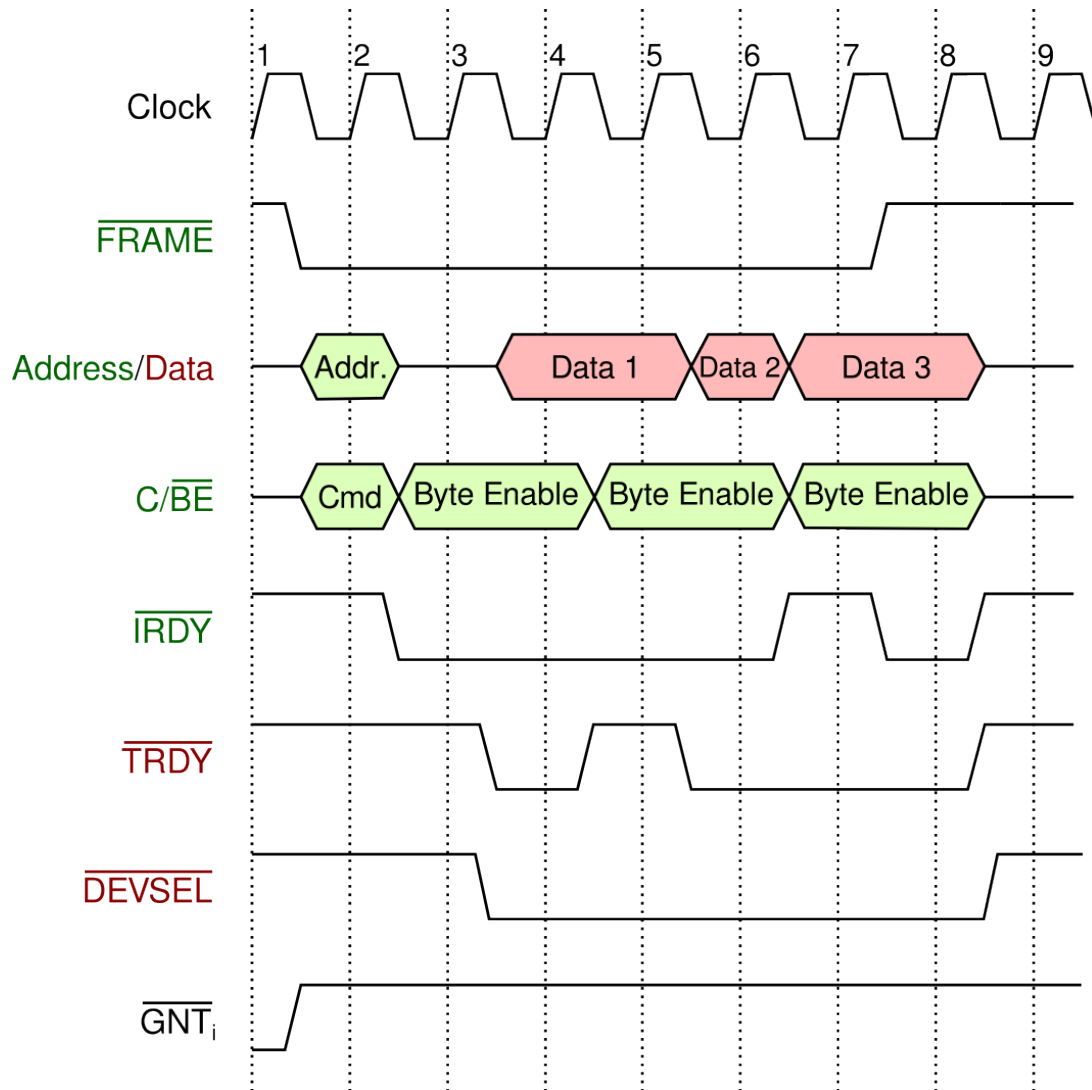 1 2 3 4 5 6 7 8 9
Clock
FRAME
Address/Data
Addr. Data 1 Data 2 Data 3
C/BE
Cmd Byte Enable Byte Enable Byte Enable
IRDY
TRDY
DEVSEL
GNTi